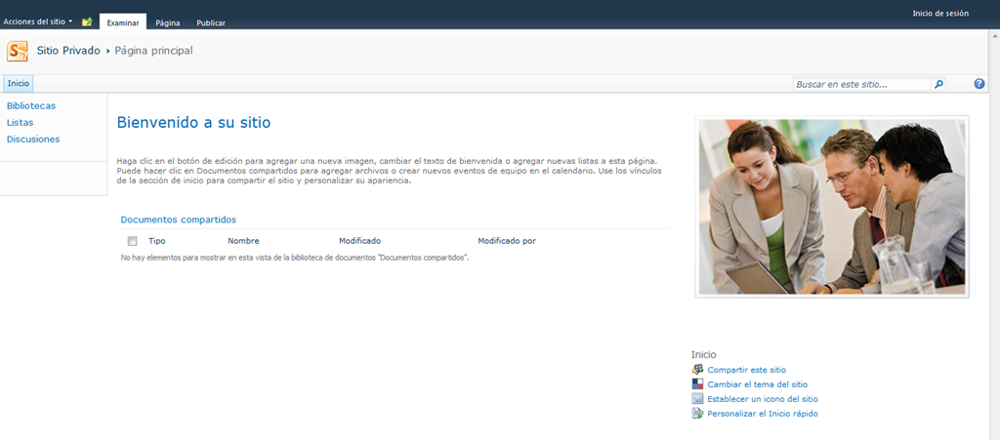 Acciones del sitio
Examinar
Página
Publicar
Inicio de sesión
S
Sitio Privado ▸ Página principal
Inicio
Buscar en este sitio...
?
Bibliotecas
Listas
Discusiones
Bienvenido a su sitio
Haga clic en el botón de edición para agregar una nueva imagen, cambiar el texto de bienvenida o agregar nuevas listas a esta página.
Puede hacer clic en Documentos compartidos para agregar archivos o crear nuevos eventos de equipo en el calendario. Use los vínculos
de la sección de inicio para compartir el sitio y personalizar su apariencia.
Documentos compartidos
Tipo Nombre Modificado Modificado por
No hay elementos para mostrar en esta vista de la biblioteca de documentos "Documentos compartidos".
Inicio
Compartir este sitio
Cambiar el tema del sitio
Establecer un icono del sitio
Personalizar el Inicio rápido